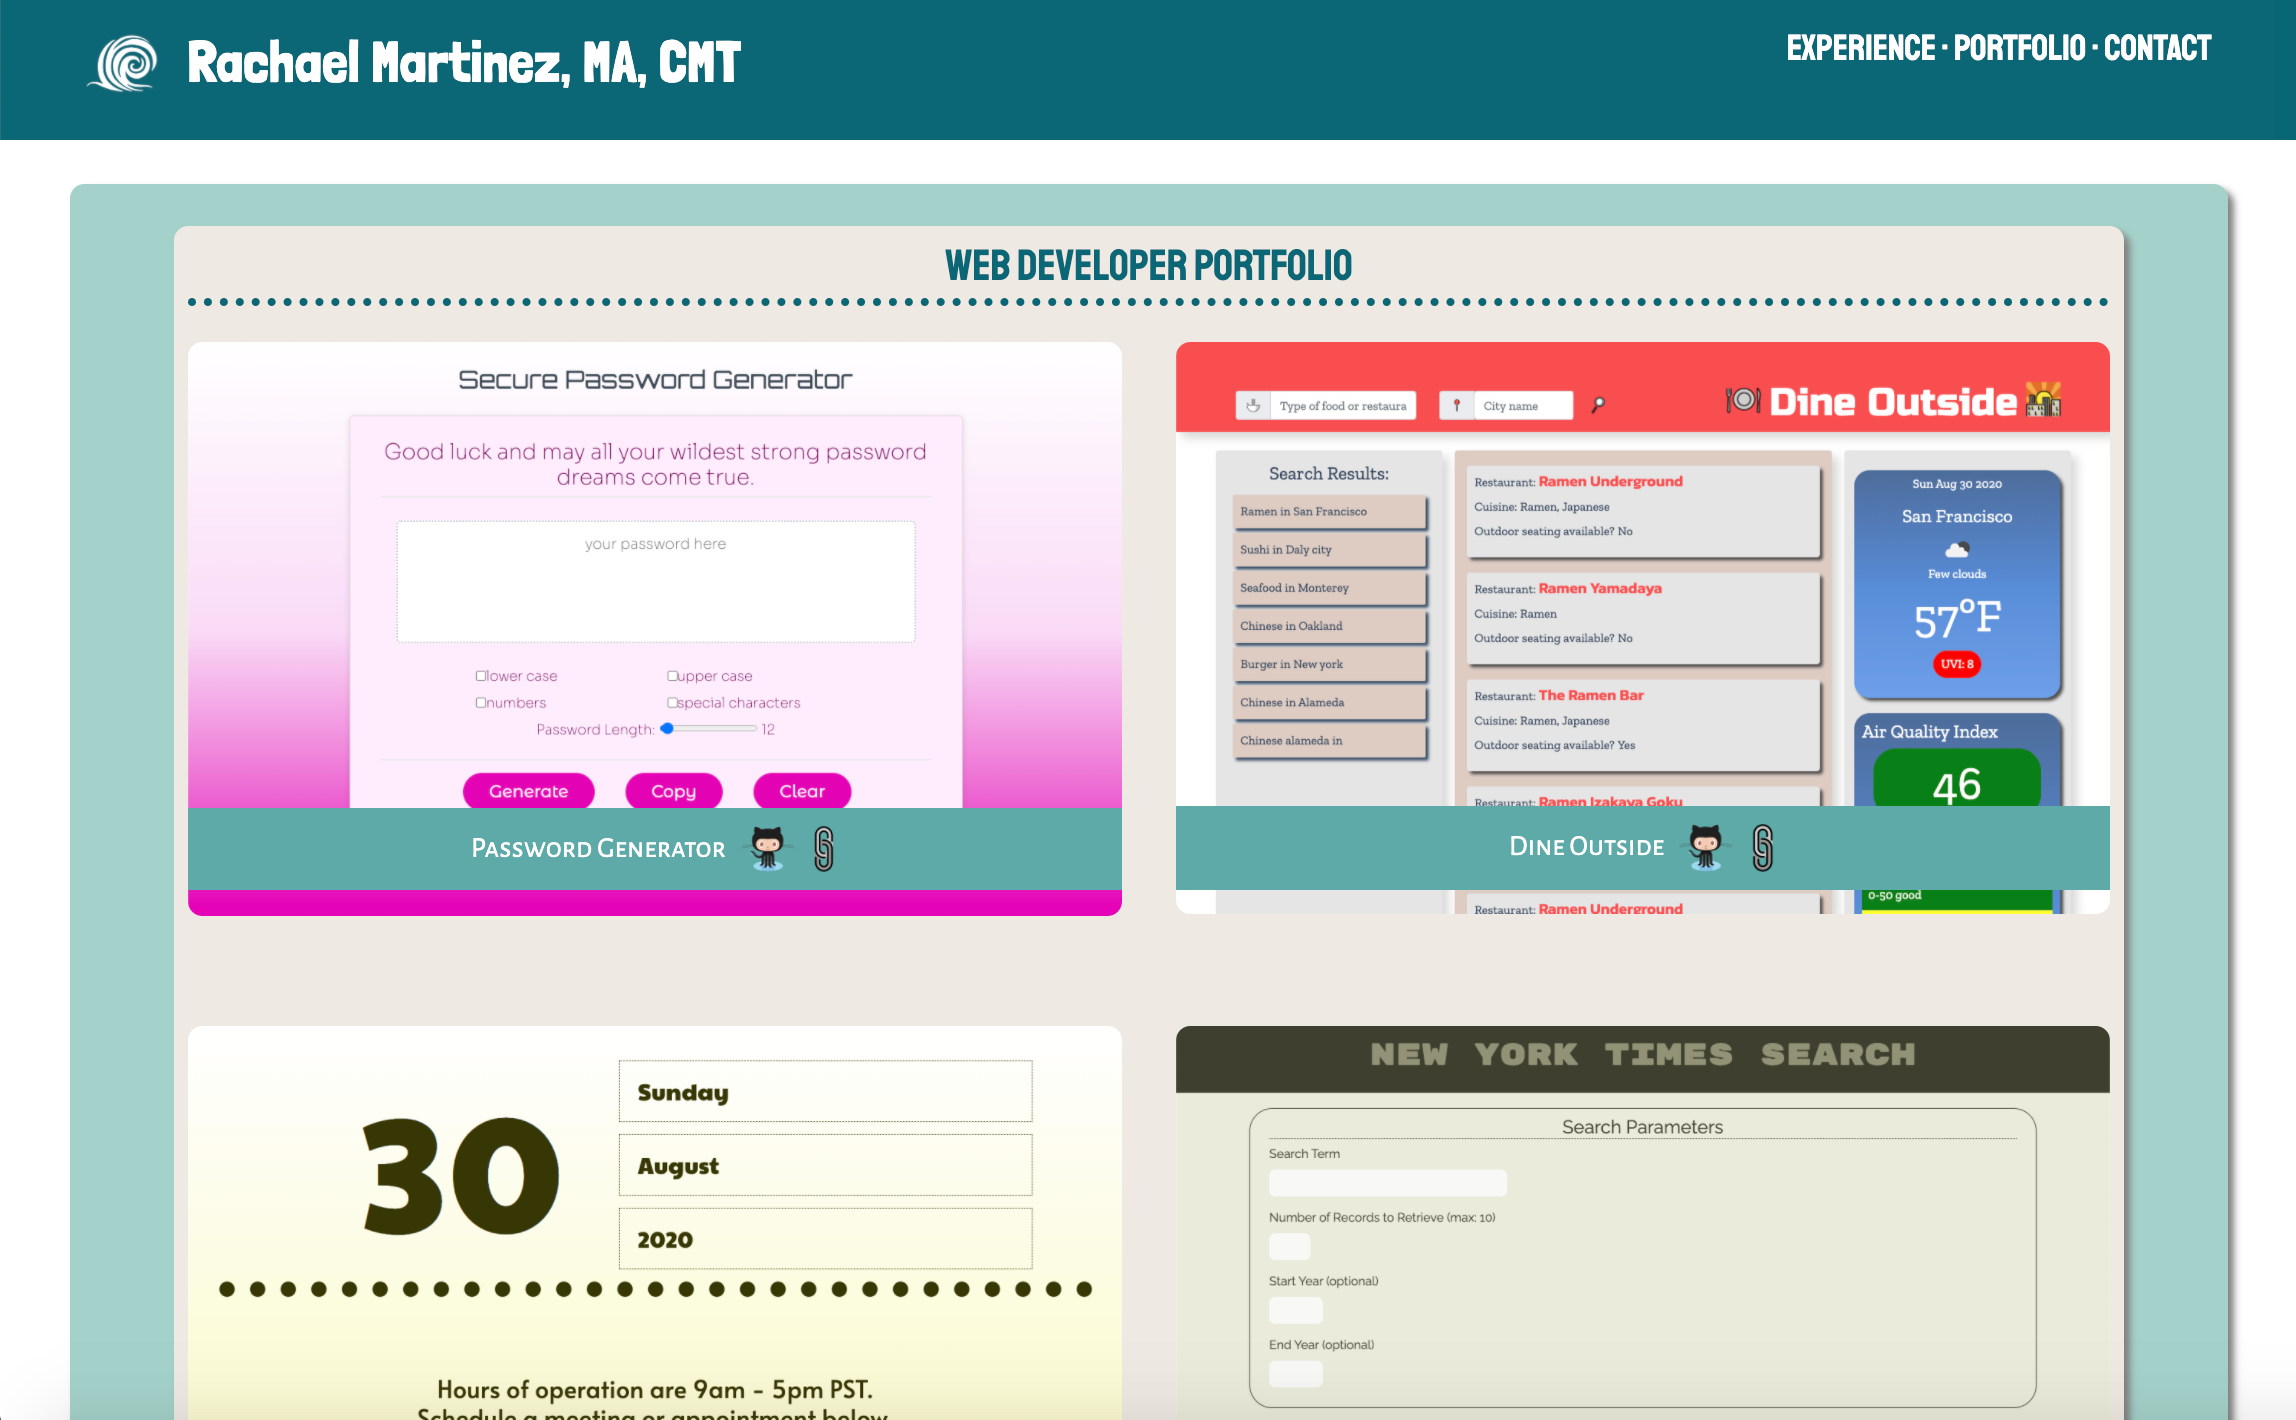 Rachael Martinez, MA, CMT
EXPERIENCE · PORTFOLIO · CONTACT
WEB DEVELOPER PORTFOLIO
Secure Password Generator
Good luck and may all your wildest strong password
dreams come true.
your password here
lower case
upper case
numbers
special characters
Password Length: 12
Generate
Copy
Clear
PASSWORD GENERATOR
Type of food or restaura
City name
Dine Outside
Search Results:
Ramen in San Francisco
Sushi in Daly city
Seafood in Monterey
Chinese in Oakland
Burger in New york
Chinese in Alameda
Chinese alameda in
Restaurant: Ramen Underground
Cuisine: Ramen, Japanese
Outdoor seating available? No
Restaurant: Ramen Yamadaya
Cuisine: Ramen
Outdoor seating available? No
Restaurant: The Ramen Bar
Cuisine: Ramen, Japanese
Outdoor seating available? Yes
Restaurant: Ramen Izakaya Goku
Sun Aug 30 2020
San Francisco
Few clouds
57°F
UVI: 8
Air Quality Index
46
DINE OUTSIDE
Restaurant: Ramen Underground
0-50 good
30
Sunday
August
2020
Hours of operation are 9am - 5pm PST.
Schedule a meeting or appointment below
NEW YORK TIMES SEARCH
Search Parameters
Search Term
Number of Records to Retrieve (max: 10)
Start Year (optional)
End Year (optional)